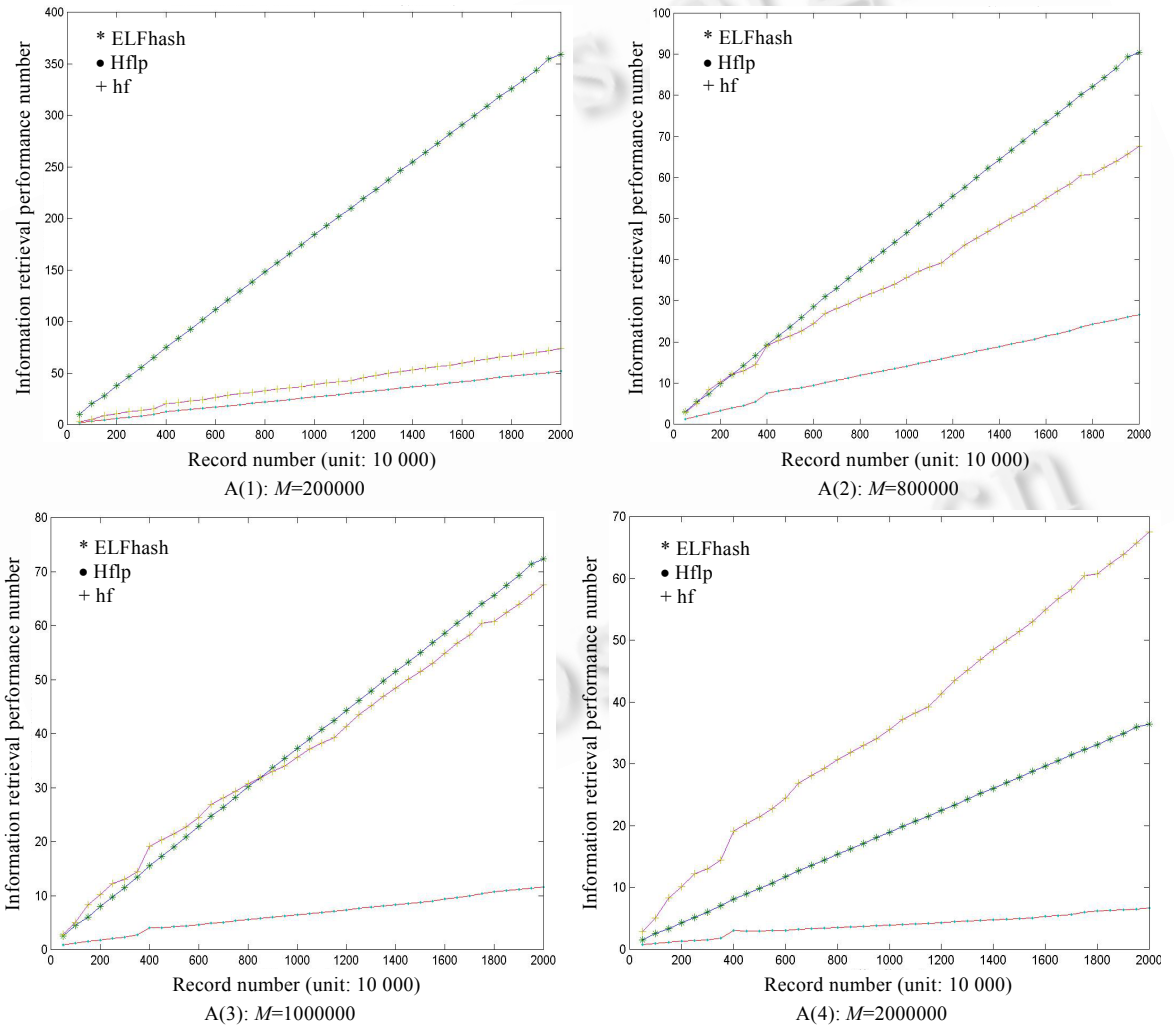 400
350
300
250
200
150
100
50
0
Information retrieval performance number
* ELFhash
● Hflp
+ hf
0 200 400 600 800 1000 1200 1400 1600 1800 2000
Record number (unit: 10 000)
A(1): M=200000
100
90
80
70
60
50
40
30
20
10
0
Information retrieval performance number
* ELFhash
● Hflp
+ hf
0 200 400 600 800 1000 1200 1400 1600 1800 2000
Record number (unit: 10 000)
A(2): M=800000
80
70
60
50
40
30
20
10
0
Information retrieval performance number
* ELFhash
● Hflp
+ hf
0 200 400 600 800 1000 1200 1400 1600 1800 2000
Record number (unit: 10 000)
A(3): M=1000000
70
60
50
40
30
20
10
0
Information retrieval performance number
* ELFhash
● Hflp
+ hf
0 200 400 600 800 1000 1200 1400 1600 1800 2000
Record number (unit: 10 000)
A(4): M=2000000